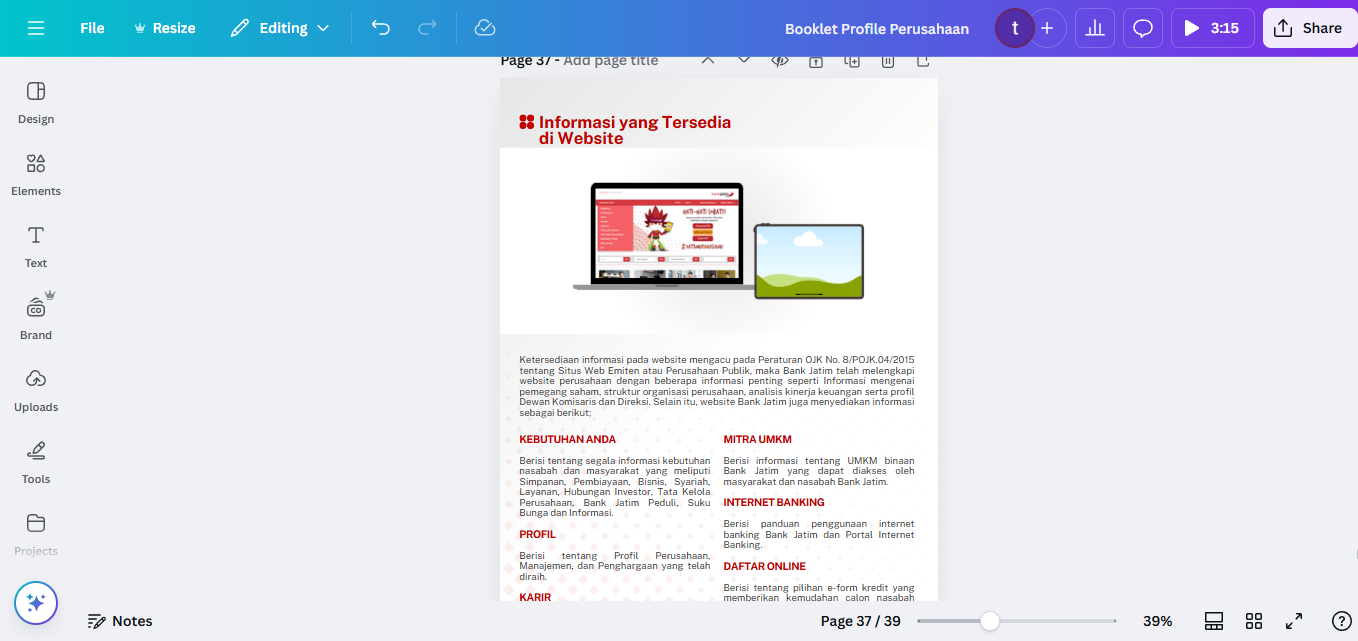 File
Resize
Editing
Booklet Profile Perusahaan
t
3:15
Share
Page 37 - Add page title
Design
Elements
Text
Brand
Uploads
Tools
Projects
Informasi yang Tersedia
di Website
HATI-HATI
Ketersediaan informasi pada website mengacu pada Peraturan OJK No. 8/POJK.04/2015
tentang Situs Web Emiten atau Perusahaan Publik, maka Bank Jatim telah melengkapi
website perusahaan dengan beberapa informasi penting seperti Informasi mengenai
pemegang saham, struktur organisasi perusahaan, analisis kinerja keuangan serta profil
Dewan Komisaris dan Direksi. Selain itu, website Bank Jatim juga menyediakan informasi
sebagai berikut;
KEBUTUHAN ANDA
Berisi tentang segala informasi kebutuhan
nasabah dan masyarakat yang meliputi
Simpanan, Pembiayaan, Bisnis, Syariah,
Layanan, Hubungan Investor, Tata Kelola
Perusahaan, Bank Jatim Peduli, Suku
Bunga dan Informasi.
PROFIL
Berisi tentang Profil Perusahaan,
Manajemen, dan Penghargaan yang telah
diraih.
KARIR
MITRA UMKM
Berisi informasi tentang UMKM binaan
Bank Jatim yang dapat diakses oleh
masyarakat dan nasabah Bank Jatim.
INTERNET BANKING
Berisi panduan penggunaan internet
banking Bank Jatim dan Portal Internet
Banking.
DAFTAR ONLINE
Berisi tentang pilihan e-form kredit yang
memberikan kemudahan calon nasabah
Notes
Page 37 / 39
39%